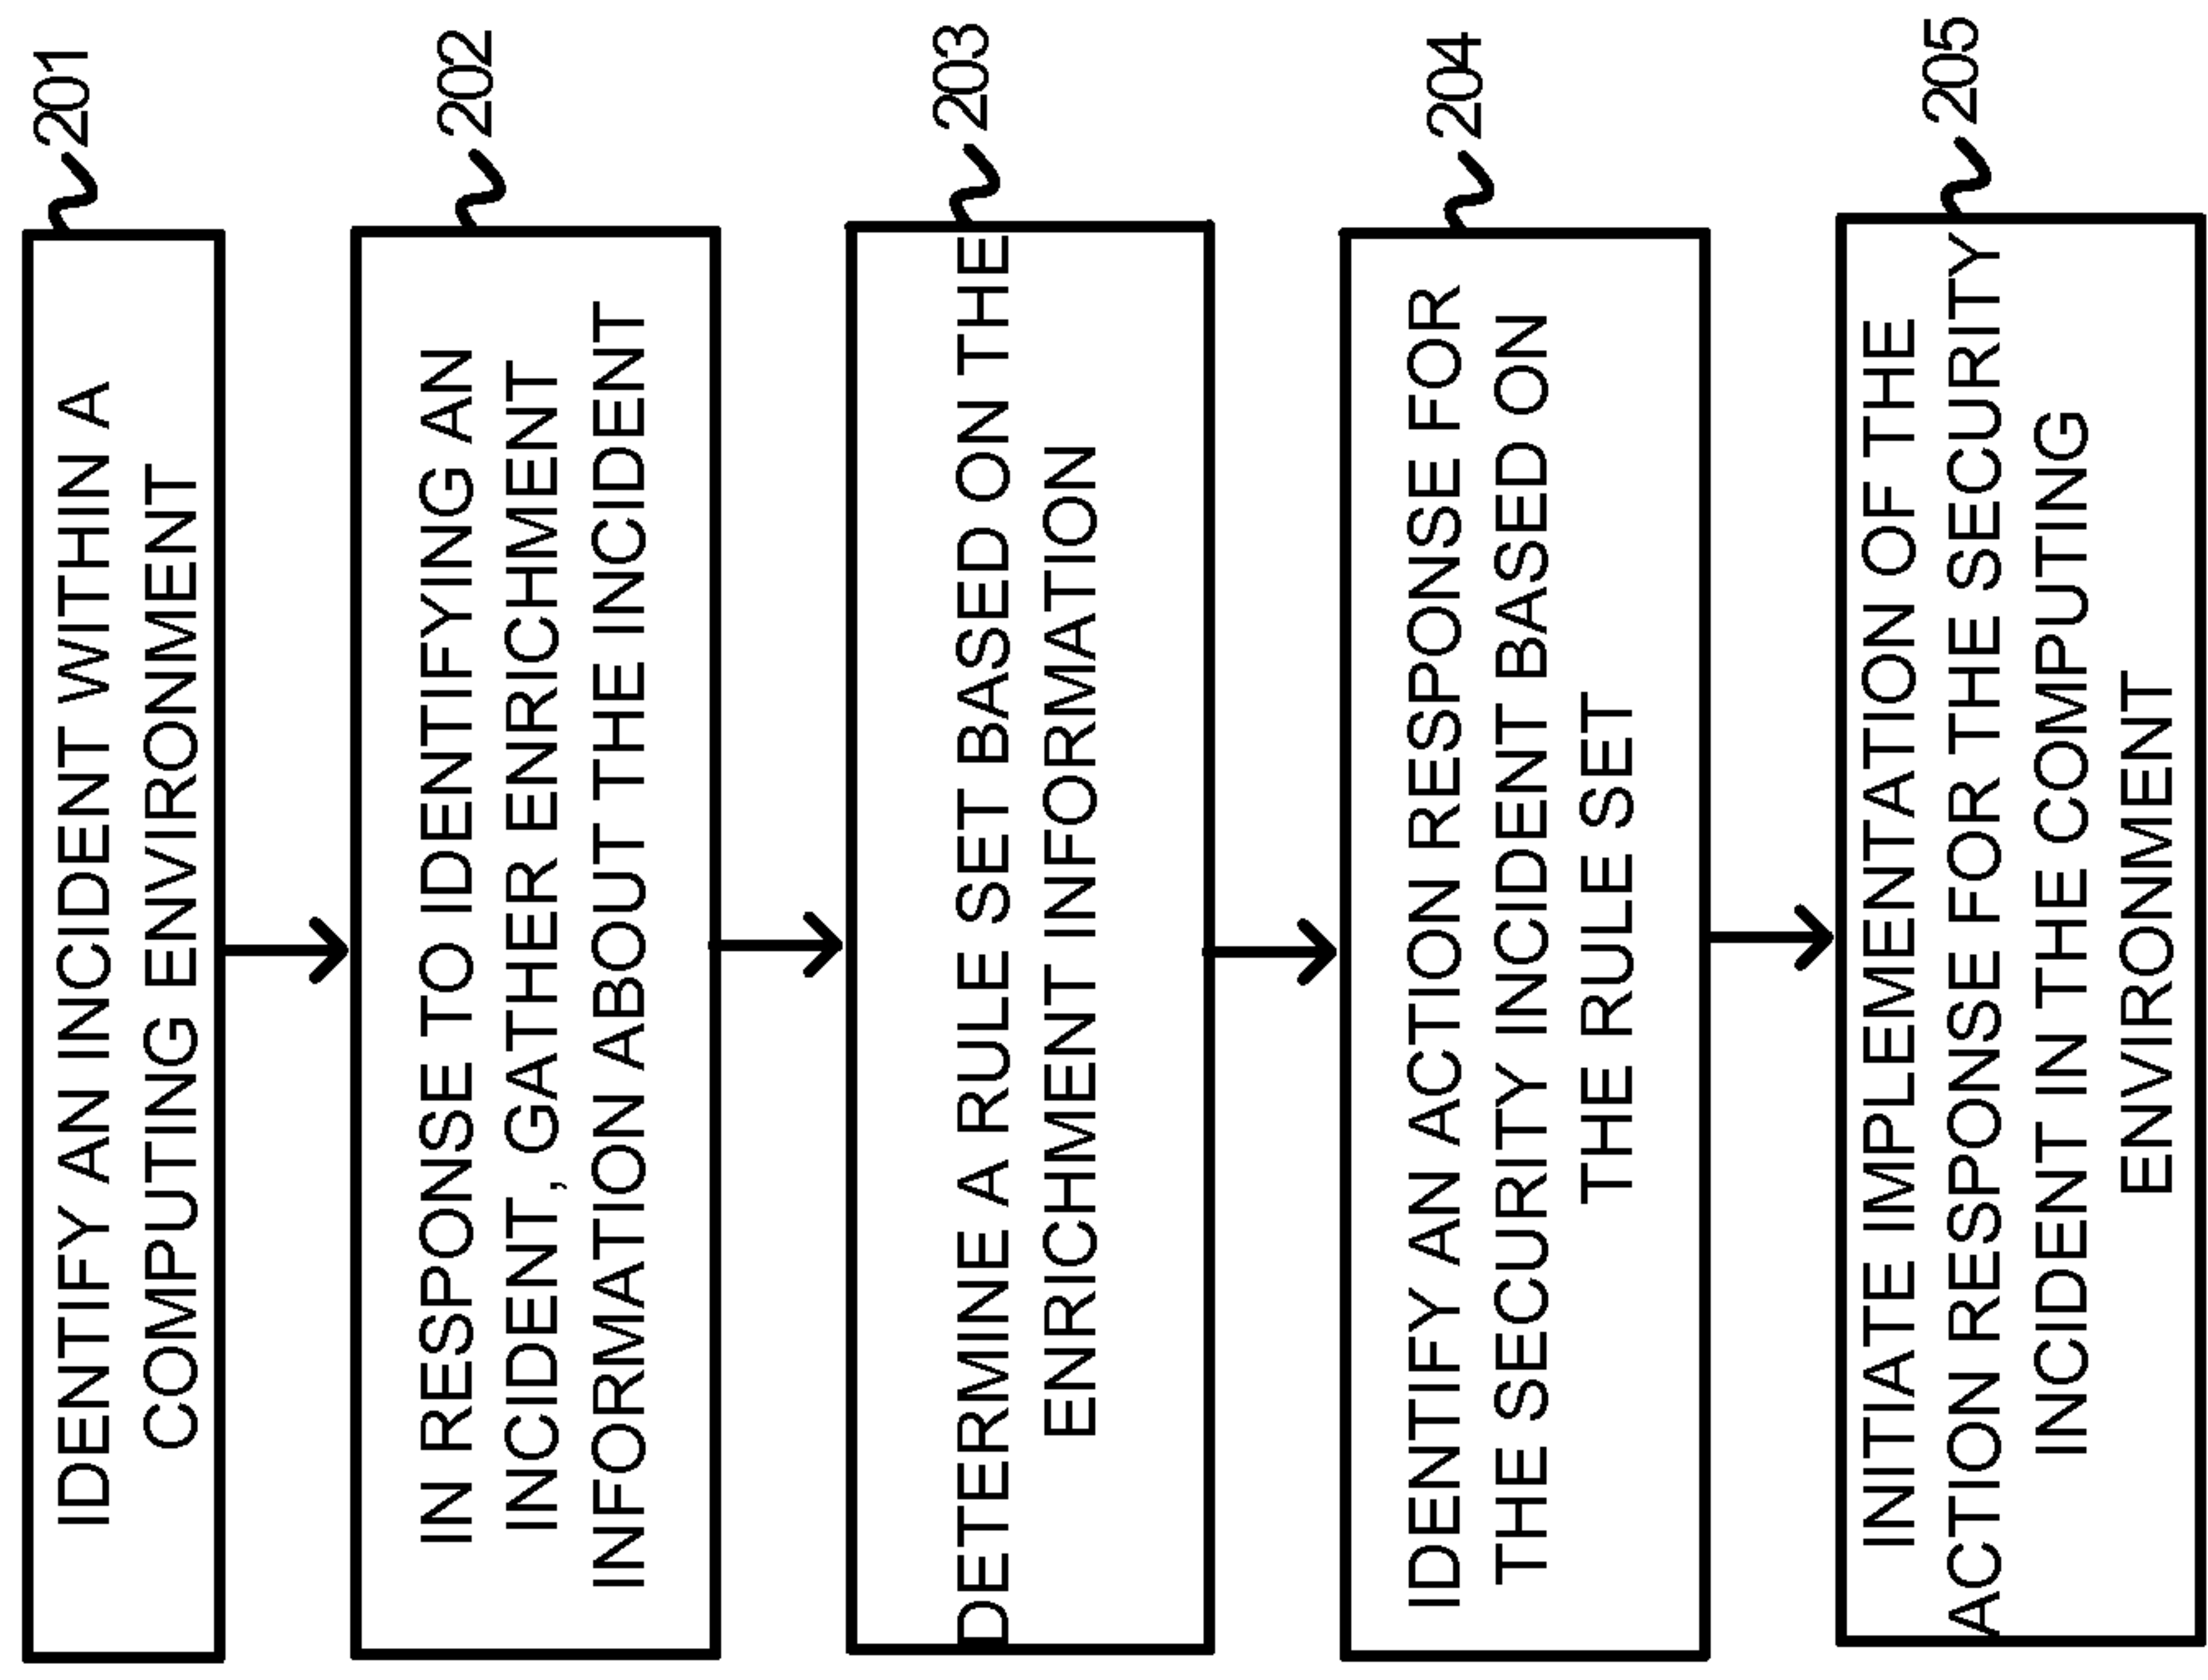 201
IDENTIFY AN INCIDENT WITHIN A
COMPUTING ENVIRONMENT
202
IN RESPONSE TO IDENTIFYING AN
INCIDENT, GATHER ENRICHMENT
INFORMATION ABOUT THE INCIDENT
203
DETERMINE A RULE SET BASED ON THE
ENRICHMENT INFORMATION
204
IDENTIFY AN ACTION RESPONSE FOR
THE SECURITY INCIDENT BASED ON
THE RULE SET
205
INITIATE IMPLEMENTATION OF THE
ACTION RESPONSE FOR THE SECURITY
INCIDENT IN THE COMPUTING
ENVIRONMENT